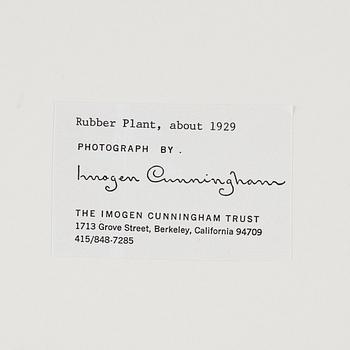 Rubber Plant, about 1929
PHOTOGRAPH BY.
Imogen Cunningham
THE IMOGEN CUNNINGHAM TRUST
1713 Grove Street, Berkeley, California 94709
415/848-7285